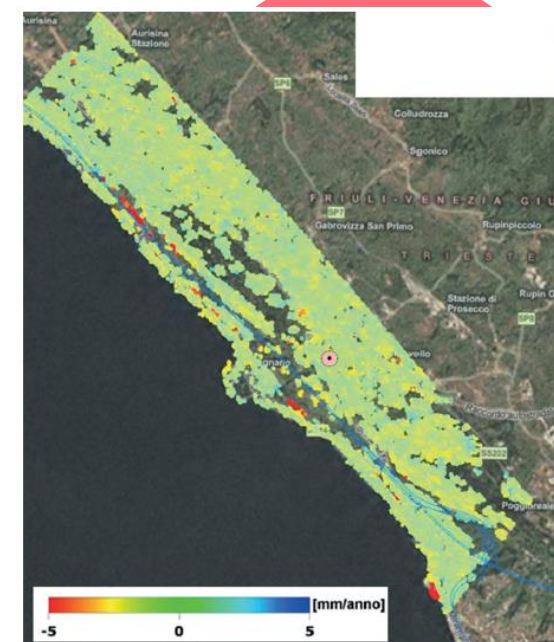 Aurisina
Aurisina
Stazione
SP6
Sales
Colludrozza
Sgonico
FRIULI-VENEZIA GIU
SP7
Gabrovizza San Primo
Rupinpiccolo
TRIESTE
Stazione di
Prosecco
Rupin G
SP8
SS202
Poggioreale
[mm/anno]
-5
0
5